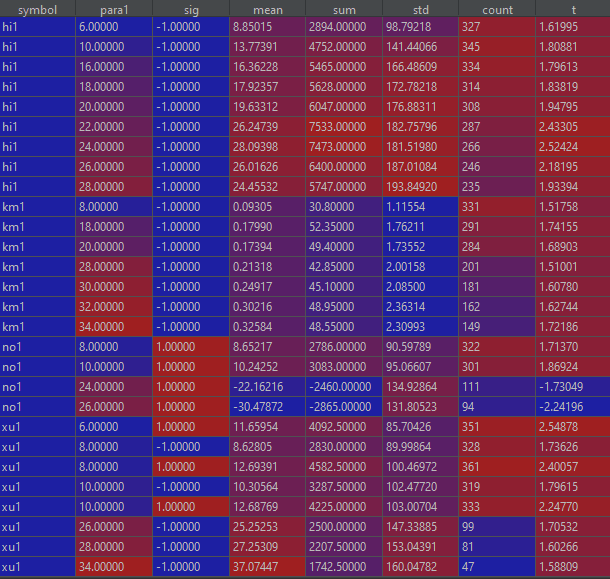 symbol para1 sig mean sum std count t
hi1 6.00000 -1.00000 8.85015 2894.00000 98.79218 327 1.61995
hi1 10.00000 -1.00000 13.77391 4752.00000 141.44066 345 1.80881
hi1 16.00000 -1.00000 16.36228 5465.00000 166.48609 334 1.79613
hi1 18.00000 -1.00000 17.92357 5628.00000 172.78218 314 1.83819
hi1 20.00000 -1.00000 19.63312 6047.00000 176.88311 308 1.94795
hi1 22.00000 -1.00000 26.24739 7533.00000 182.75796 287 2.43305
hi1 24.00000 -1.00000 28.09398 7473.00000 181.51980 266 2.52424
hi1 26.00000 -1.00000 26.01626 6400.00000 187.01084 246 2.18195
hi1 28.00000 -1.00000 24.45532 5747.00000 193.84920 235 1.93394
km1 8.00000 -1.00000 0.09305 30.80000 1.11554 331 1.51758
km1 18.00000 -1.00000 0.17990 52.35000 1.76211 291 1.74155
km1 20.00000 -1.00000 0.17394 49.40000 1.73552 284 1.68903
km1 28.00000 -1.00000 0.21318 42.85000 2.00158 201 1.51001
km1 30.00000 -1.00000 0.24917 45.10000 2.08500 181 1.60780
km1 32.00000 -1.00000 0.30216 48.95000 2.36314 162 1.62744
km1 34.00000 -1.00000 0.32584 48.55000 2.30993 149 1.72186
no1 8.00000 1.00000 8.65217 2786.00000 90.59789 322 1.71370
no1 10.00000 1.00000 10.24252 3083.00000 95.06607 301 1.86924
no1 24.00000 1.00000 -22.16216 -2460.00000 134.92864 111 -1.73049
no1 26.00000 1.00000 -30.47872 -2865.00000 131.80523 94 -2.24196
xu1 6.00000 1.00000 11.65954 4092.50000 85.70426 351 2.54878
xu1 8.00000 -1.00000 8.62805 2830.00000 89.99864 328 1.73626
xu1 8.00000 1.00000 12.69391 4582.50000 100.46972 361 2.40057
xu1 10.00000 -1.00000 10.30564 3287.50000 102.47720 319 1.79615
xu1 10.00000 1.00000 12.68769 4225.00000 103.00704 333 2.24770
xu1 26.00000 -1.00000 25.25253 2500.00000 147.33885 99 1.70532
xu1 28.00000 -1.00000 27.25309 2207.50000 153.04391 81 1.60266
xu1 34.00000 -1.00000 37.07447 1742.50000 160.04782 47 1.58809